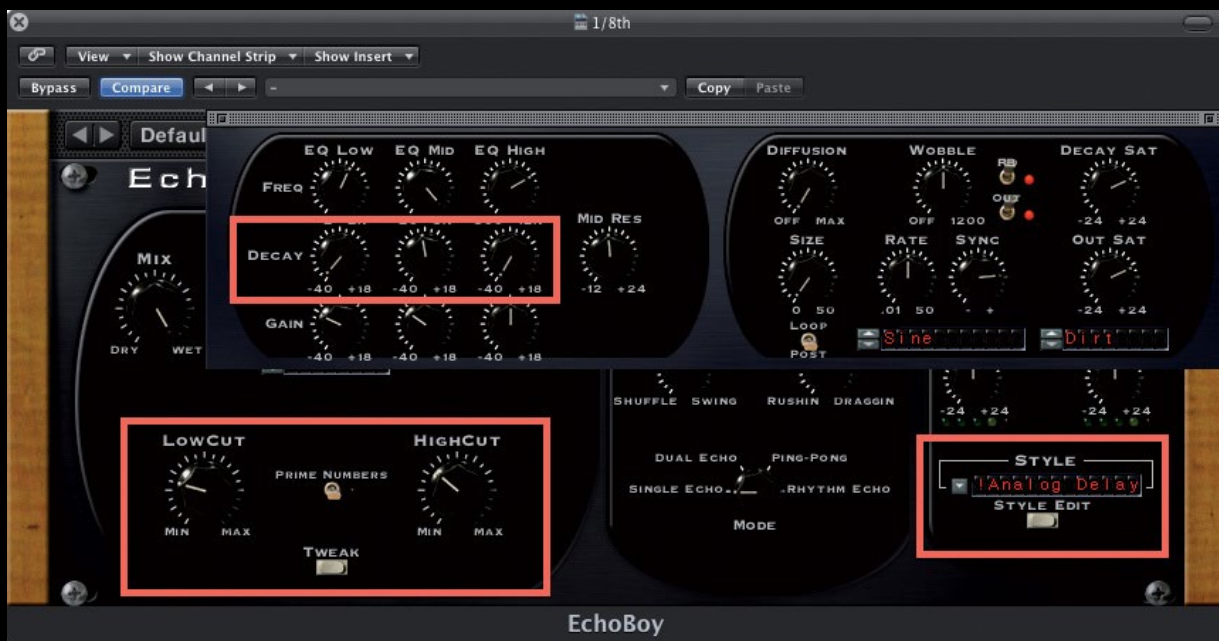 1/8th
View Show Channel Strip Show Insert
Bypass Compare - Copy Paste
Defaul
Ech
MIX
DRY WET
EQ LOW EQ MID EQ HIGH
FREQ
MID RES
DECAY
-40 +18 -40 +18 -40 +18 -12 +24
GAIN
-40 +18 -40 +18 -40 +18
DIFFUSION WOBBLE DECAY SAT
OUT
OFF MAX OFF 1200 -24 +24
SIZE RATE SYNC OUT SAT
0 50 .01 50 - + -24 +24
LOOP
POST
Sine Dirt
SHUFFLE SWING RUSHIN DRAGGIN
-24 +24 -24 +24
LOWCUT HIGHCUT
PRIME NUMBERS
MIN MAX MIN MAX
TWEAK
DUAL ECHO PING-PONG
SINGLE ECHO RHYTHM ECHO
MODE
STYLE
!Analog Delay
STYLE EDIT
EchoBoy